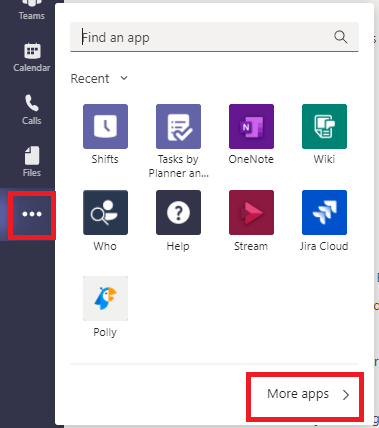 Teams
Calendar
Calls
Files
Find an app
Recent
Shifts
Tasks by
Planner an...
OneNote
Wiki
Who
Help
Stream
Jira Cloud
Polly
More apps